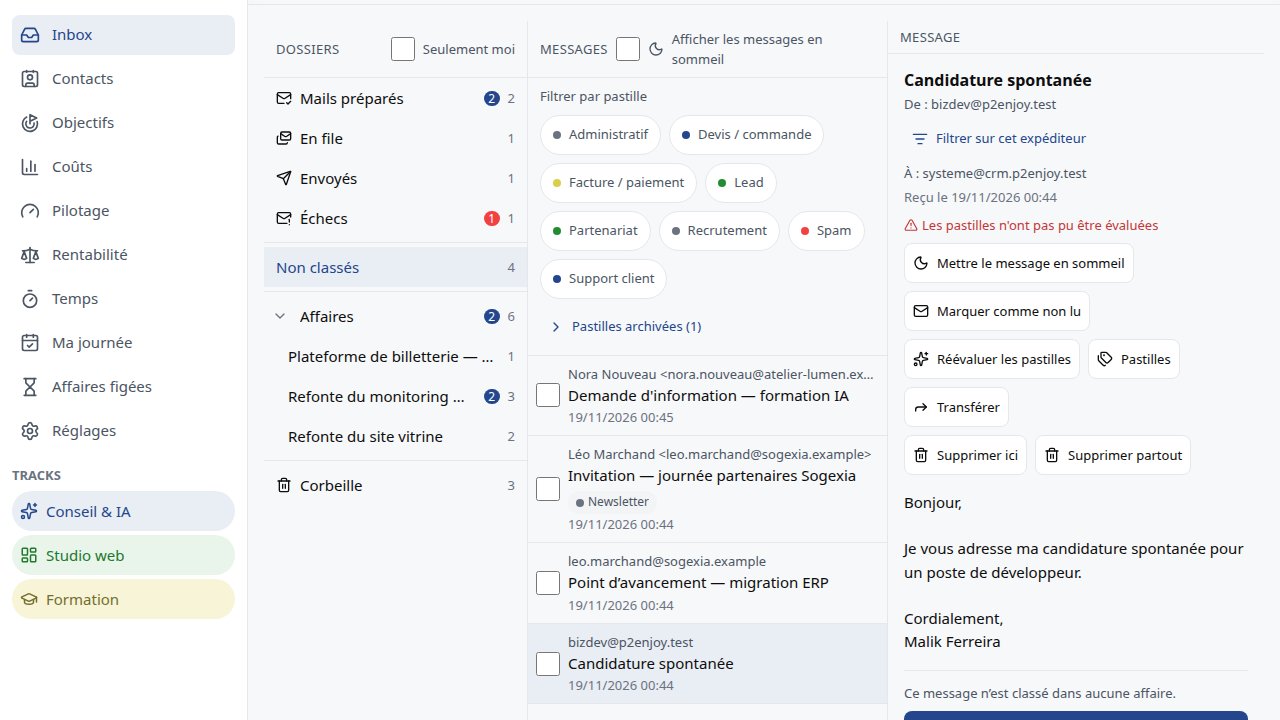 Inbox
Contacts
Objectifs
Coûts
Pilotage
Rentabilité
Temps
Ma journée
Affaires figées
Réglages
TRACKS
Conseil & IA
Studio web
Formation
DOSSIERS
Seulement moi
Mails préparés 2 2
En file 1
Envoyés 1
Échecs 1 1
Non classés 4
Affaires 2 6
Plateforme de billetterie — ... 1
Refonte du monitoring ... 2 3
Refonte du site vitrine 2
Corbeille 3
MESSAGES
Afficher les messages en
sommeil
Filtrer par pastille
Administratif
Devis / commande
Facture / paiement
Lead
Partenariat
Recrutement
Spam
Support client
Pastilles archivées (1)
Nora Nouveau <nora.nouveau@atelier-lumen.ex...
Demande d'information — formation IA
19/11/2026 00:45
Léo Marchand <leo.marchand@sogexia.example>
Invitation — journée partenaires Sogexia
Newsletter
19/11/2026 00:44
leo.marchand@sogexia.example
Point d’avancement — migration ERP
19/11/2026 00:44
bizdev@p2enjoy.test
Candidature spontanée
19/11/2026 00:44
MESSAGE
Candidature spontanée
De : bizdev@p2enjoy.test
Filtrer sur cet expéditeur
À : systeme@crm.p2enjoy.test
Reçu le 19/11/2026 00:44
Les pastilles n'ont pas pu être évaluées
Mettre le message en sommeil
Marquer comme non lu
Réévaluer les pastilles
Pastilles
Transférer
Supprimer ici
Supprimer partout
Bonjour,
Je vous adresse ma candidature spontanée pour
un poste de développeur.
Cordialement,
Malik Ferreira
Ce message n’est classé dans aucune affaire.